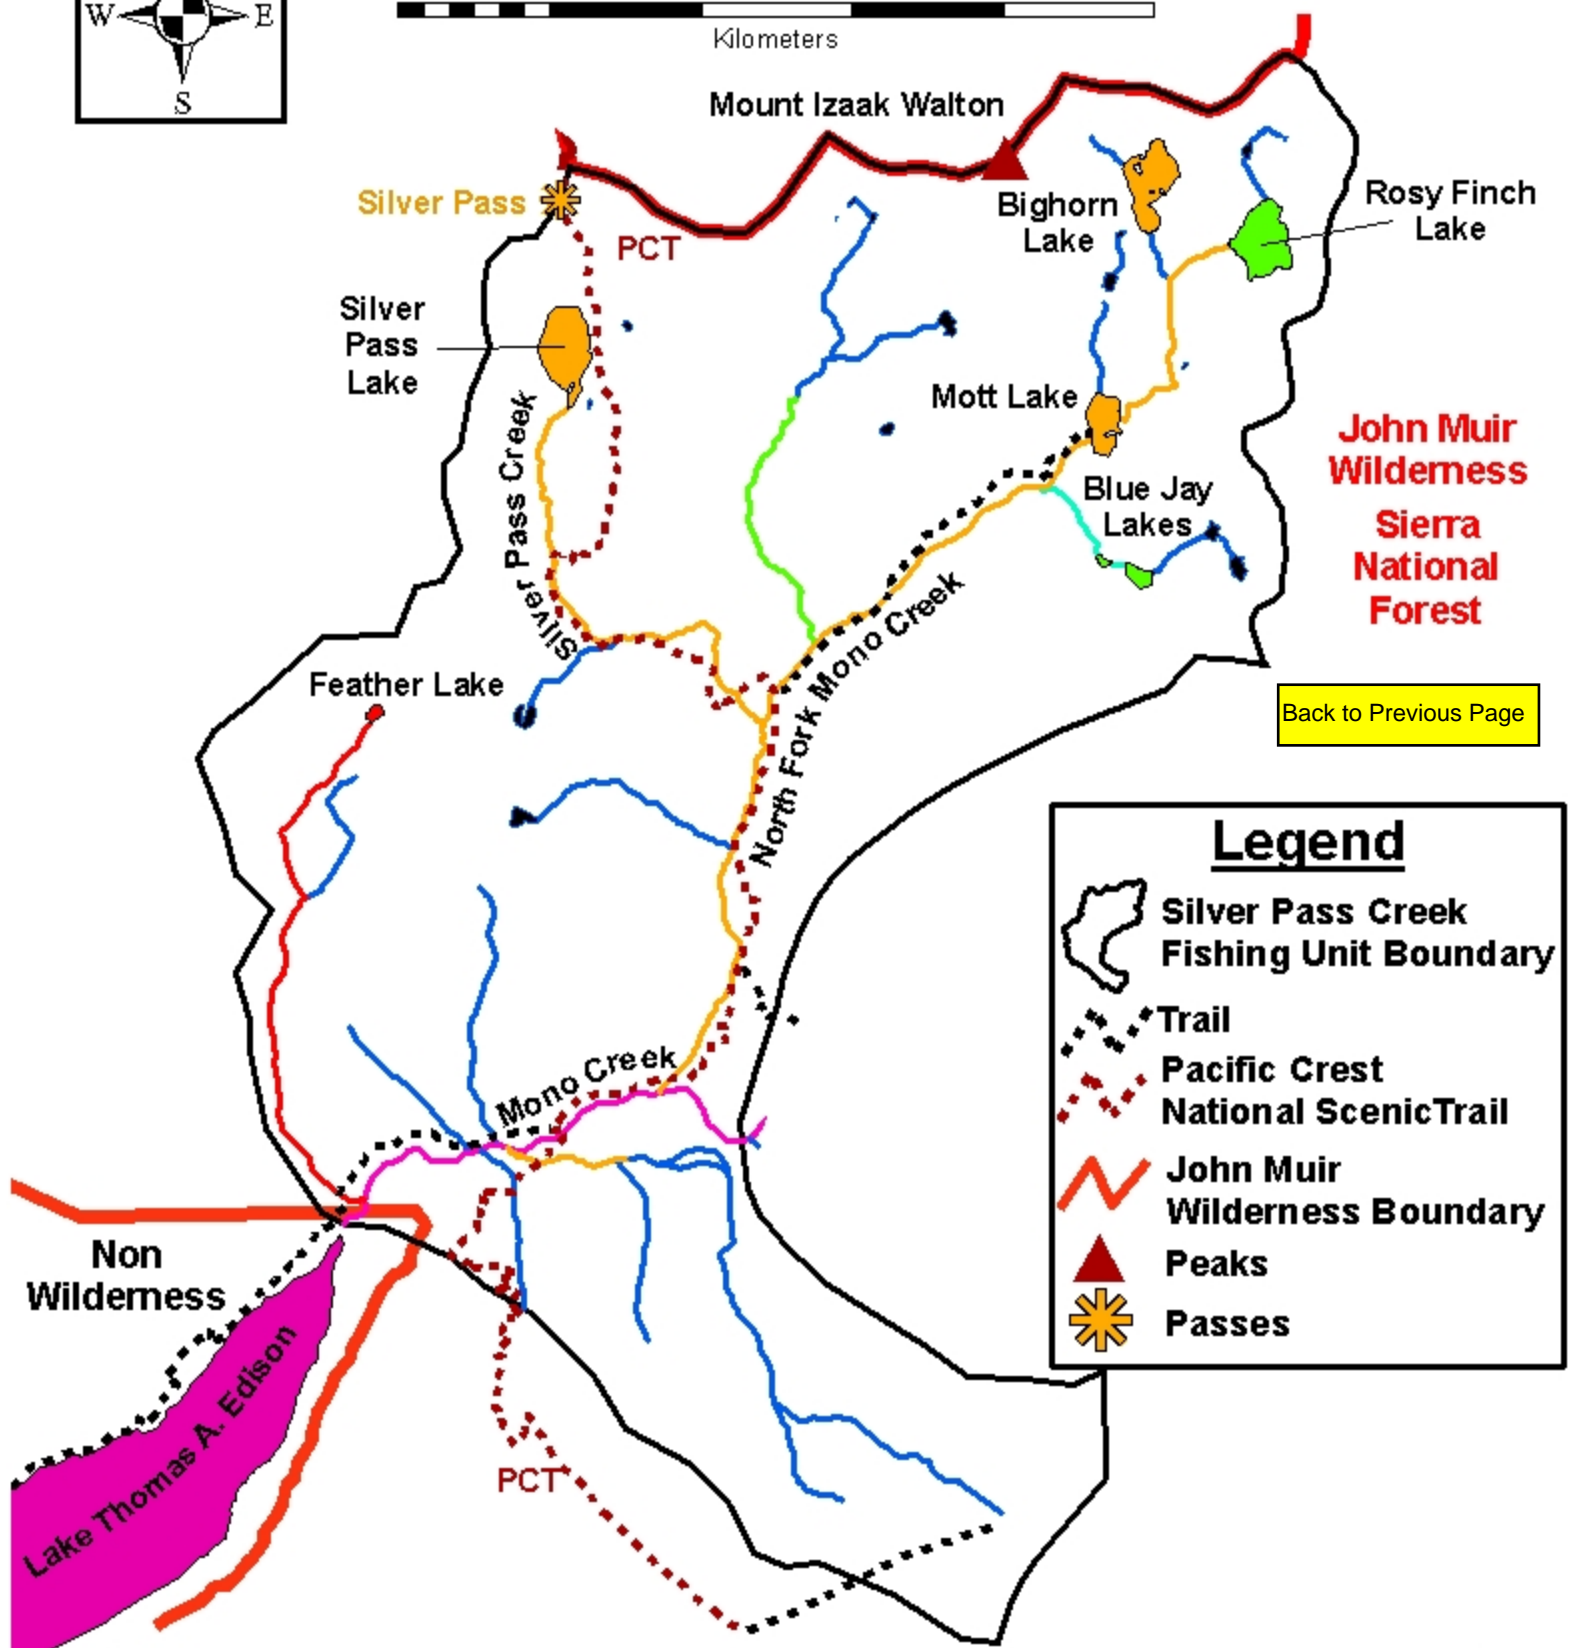 W
E
S
Kilometers
Mount Izaak Walton
Silver Pass
PCT
Bighorn
Lake
Rosy Finch
Lake
Silver
Pass
Lake
Silver Pass Creek
Mott Lake
John Muir
Wilderness
Sierra
National
Forest
Blue Jay
Lakes
North Fork Mono Creek
Feather Lake
Back to Previous Page
Legend
Silver Pass Creek
Fishing Unit Boundary
Trail
Pacific Crest
National ScenicTrail
John Muir
Wilderness Boundary
Peaks
Passes
Mono Creek
Non
Wilderness
Lake Thomas A. Edison
PCT